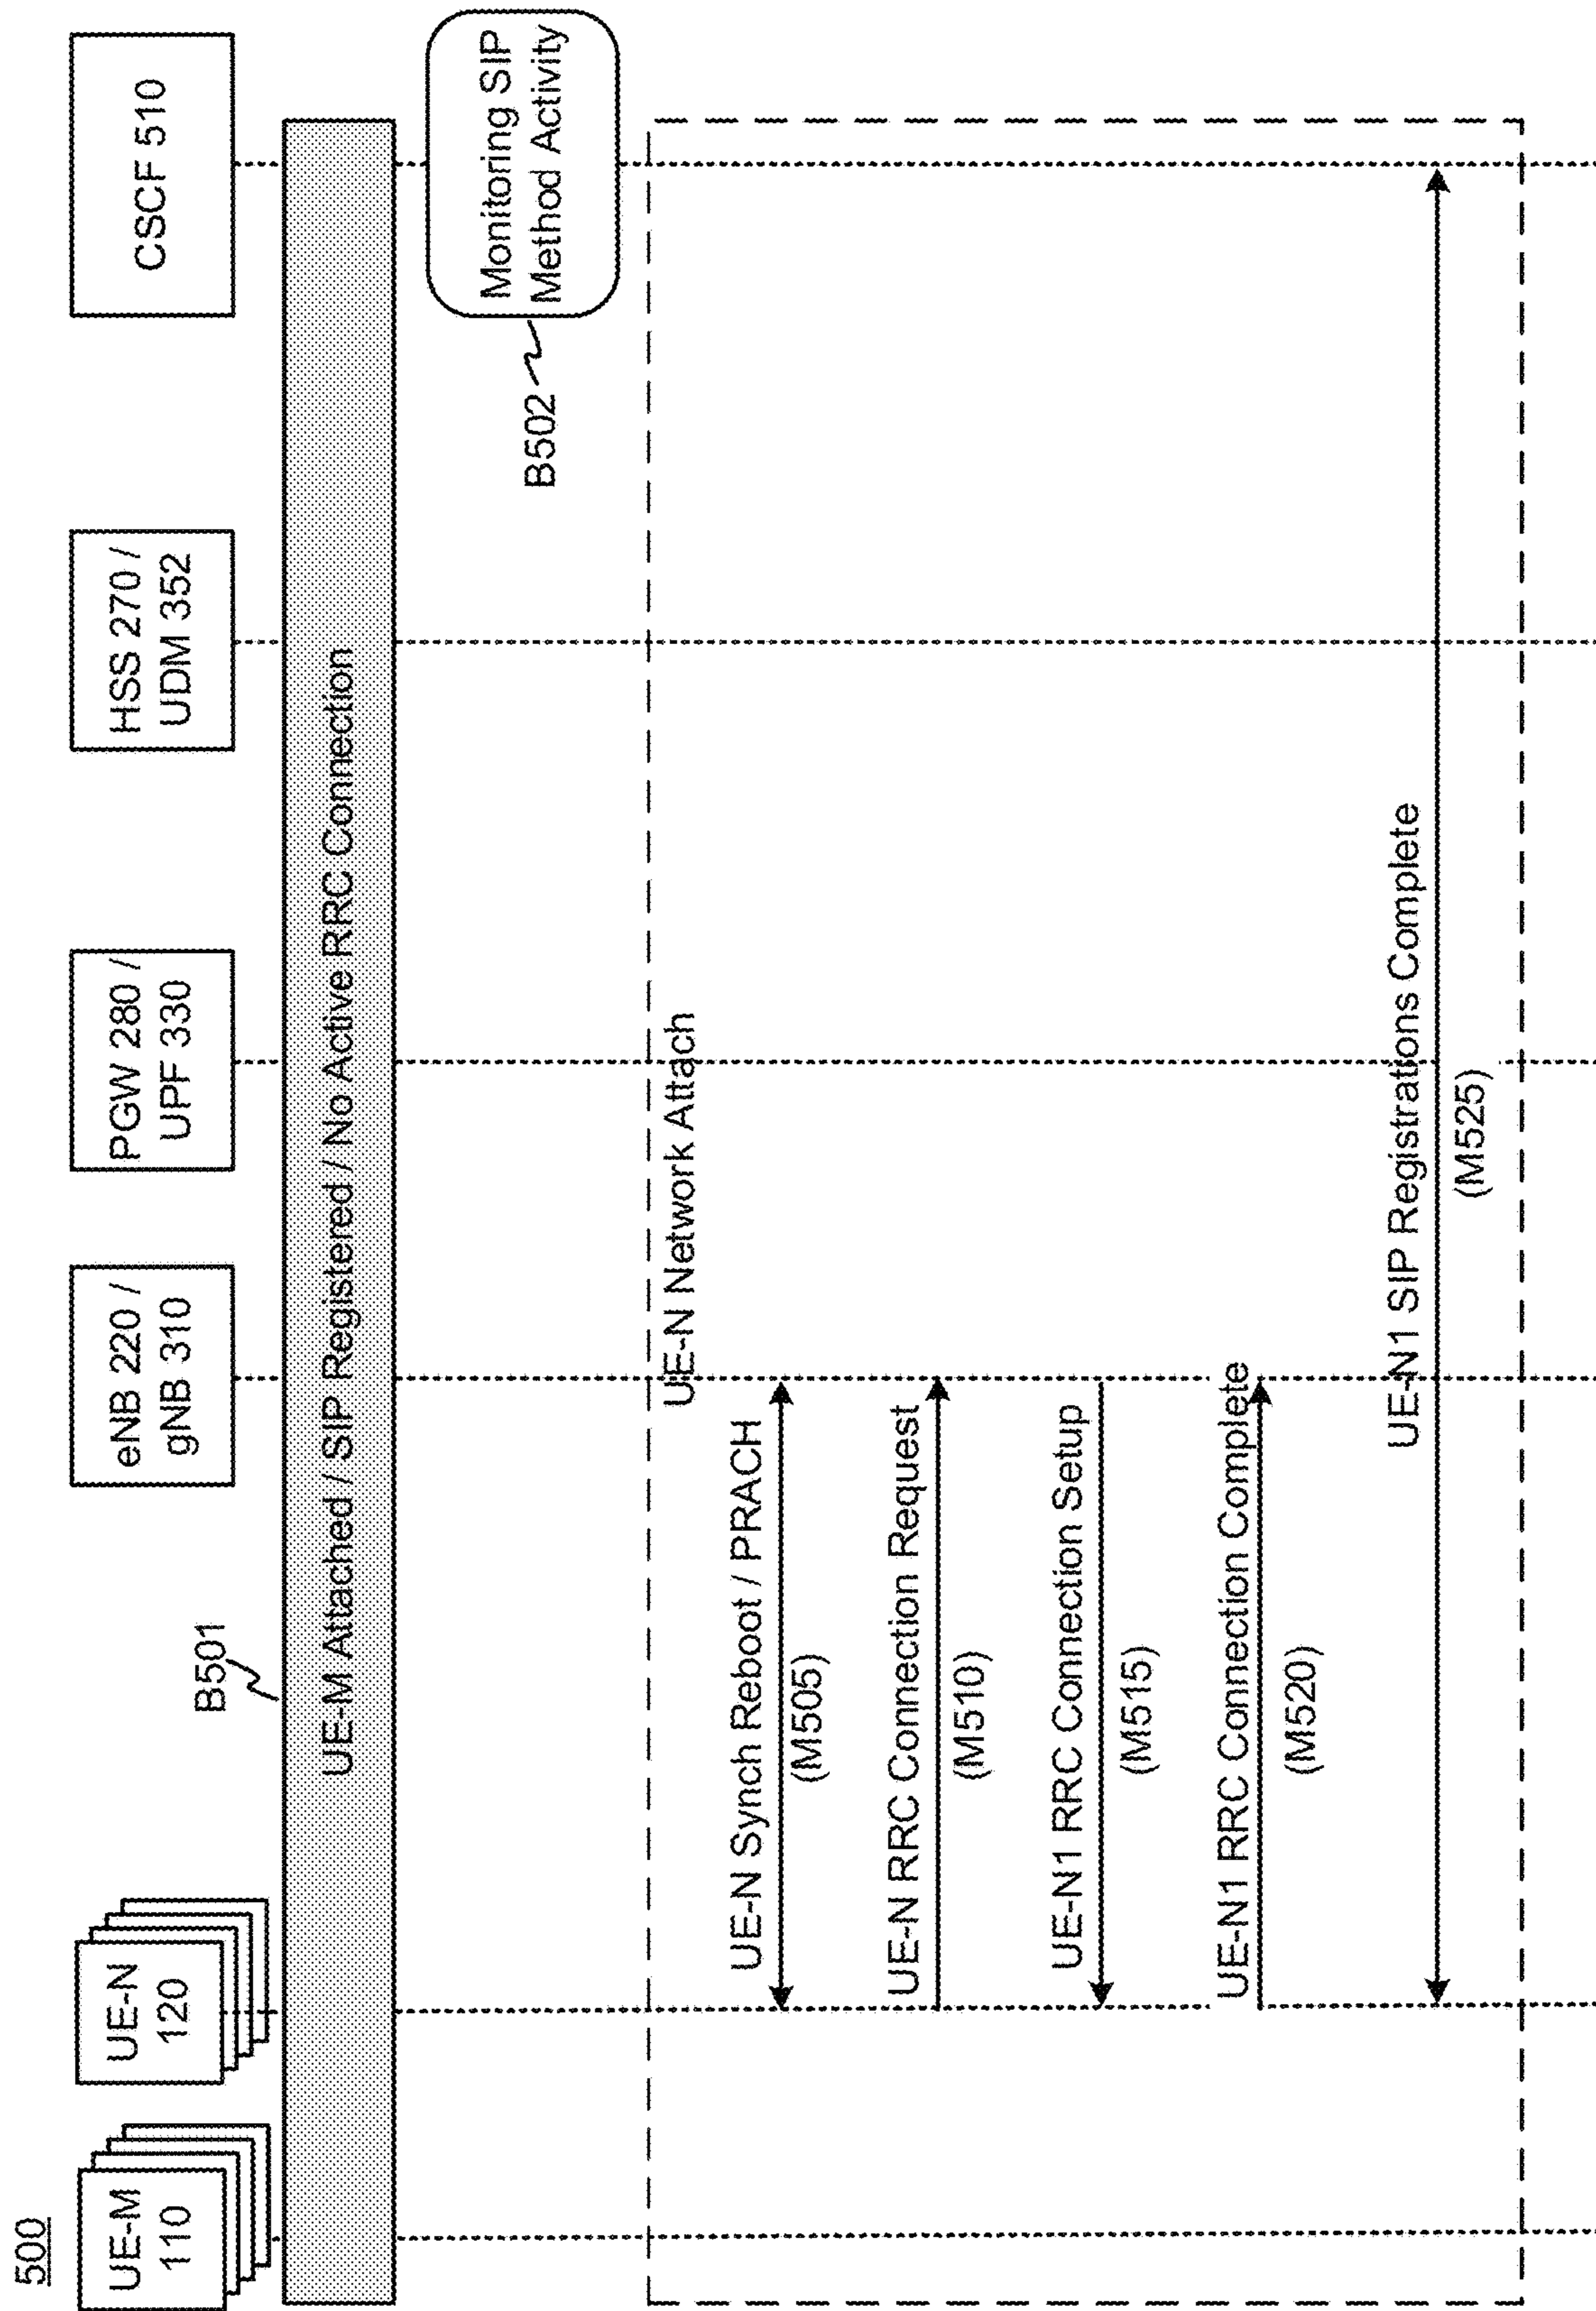 500
UE-M
110
UE-N
120
eNB 220 /
gNB 310
PGW 280 /
UPF 330
HSS 270 /
UDM 352
CSCF 510
B501
UE-M Attached / SIP Registered / No Active RRC Connection
Monitoring SIP
Method Activity
B502
UE-N Network Attach
UE-N Synch Reboot / PRACH
(M505)
UE-N RRC Connection Request
(M510)
UE-N1 RRC Connection Setup
(M515)
UE-N1 RRC Connection Complete
(M520)
UE-N1 SIP Registrations Complete
(M525)